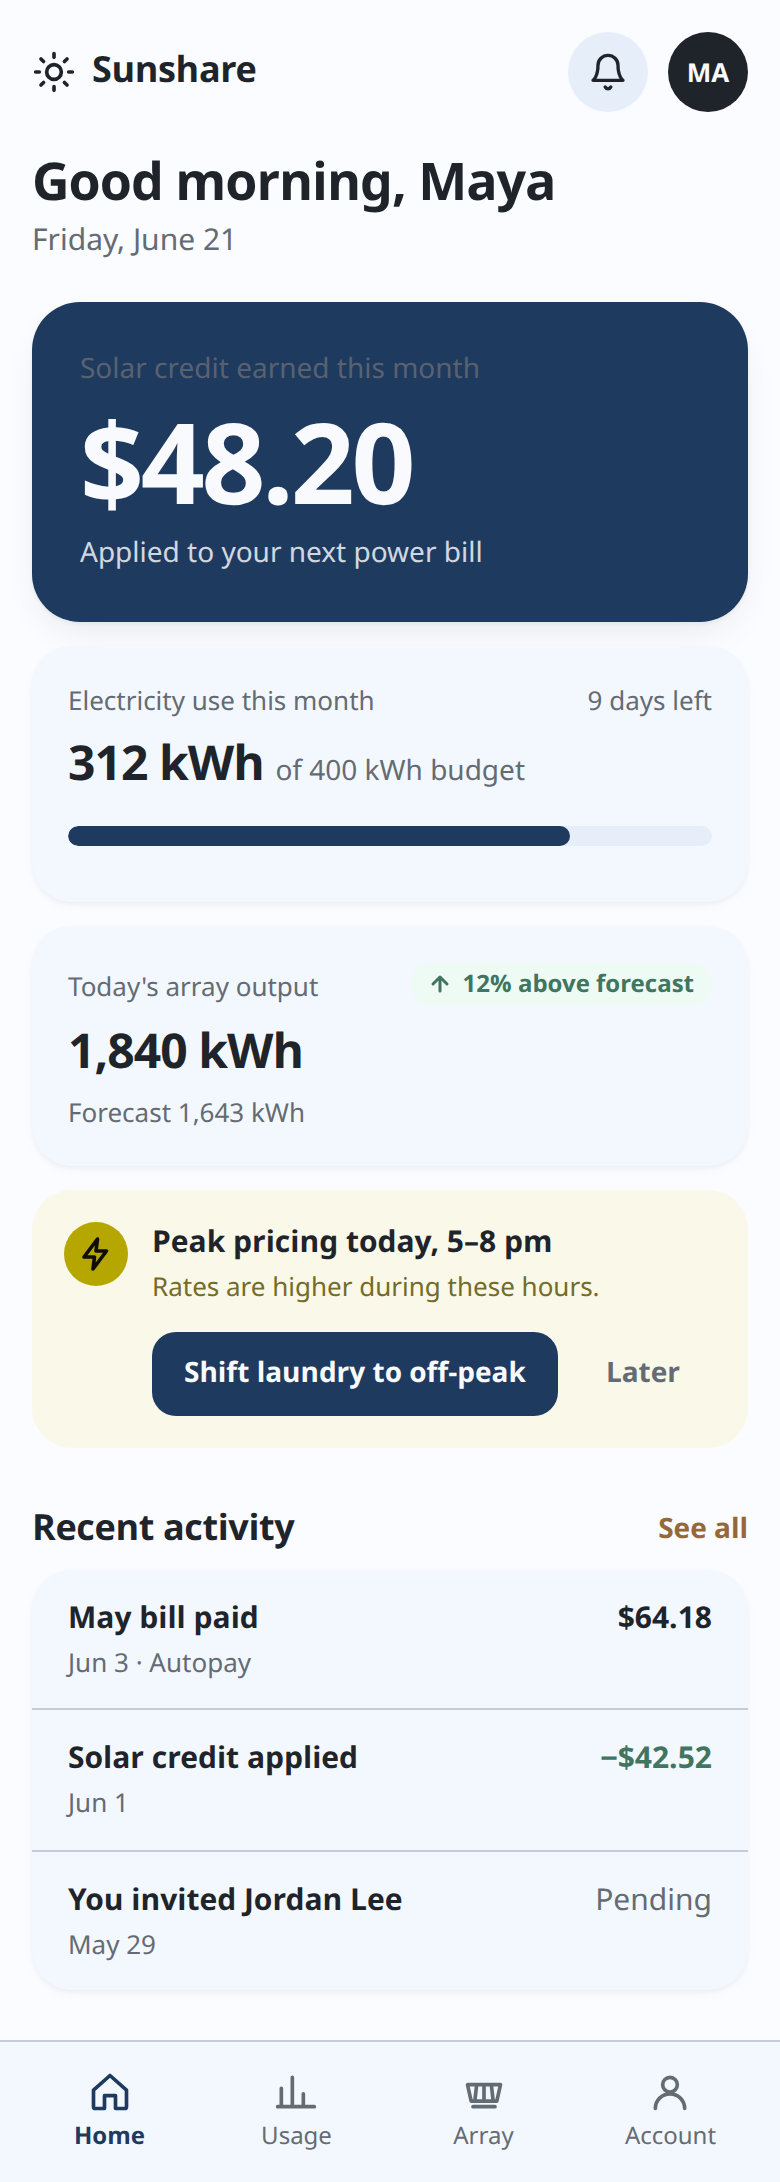 Sunshare
MA
Good morning, Maya
Friday, June 21
Solar credit earned this month
$48.20
Applied to your next power bill
Electricity use this month
9 days left
312 kWh of 400 kWh budget
Today's array output
↑ 12% above forecast
1,840 kWh
Forecast 1,643 kWh
Peak pricing today, 5–8 pm
Rates are higher during these hours.
Shift laundry to off-peak
Later
Recent activity
See all
May bill paid
$64.18
Jun 3 · Autopay
Solar credit applied
−$42.52
Jun 1
You invited Jordan Lee
Pending
May 29
Home
Usage
Array
Account